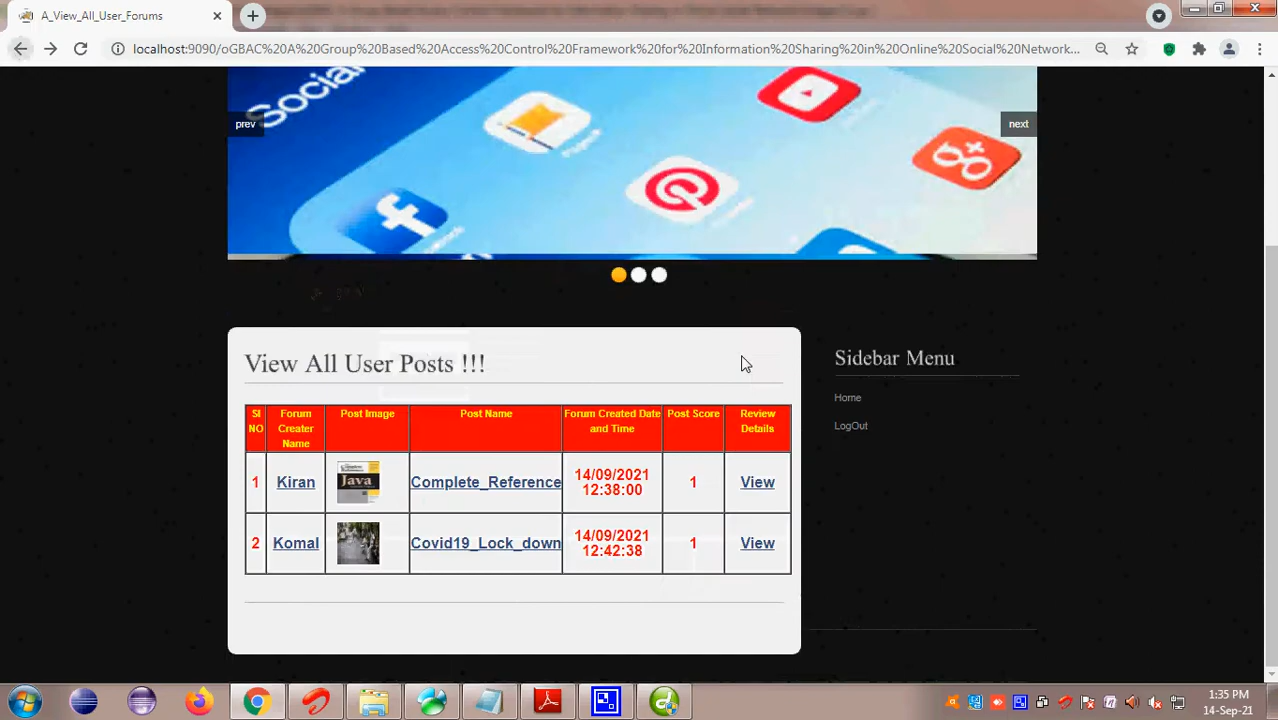 A_View_All_User_Forums
localhost:9090/oGBAC%20A%20Group%20Based%20Access%20Control%20Framework%20for%20Information%20Sharing%20in%20Online%20Social%20Network...
Social
prev
next
View All User Posts !!!
Sidebar Menu
Home
LogOut
SI NO Forum Creater Name Post Image Post Name Forum Created Date and Time Post Score Review Details
1 Kiran Java Complete_Reference 14/09/2021 12:38:00 1 View
2 Komal Covid19_Lock_down 14/09/2021 12:42:38 1 View
1:35 PM
14-Sep-21